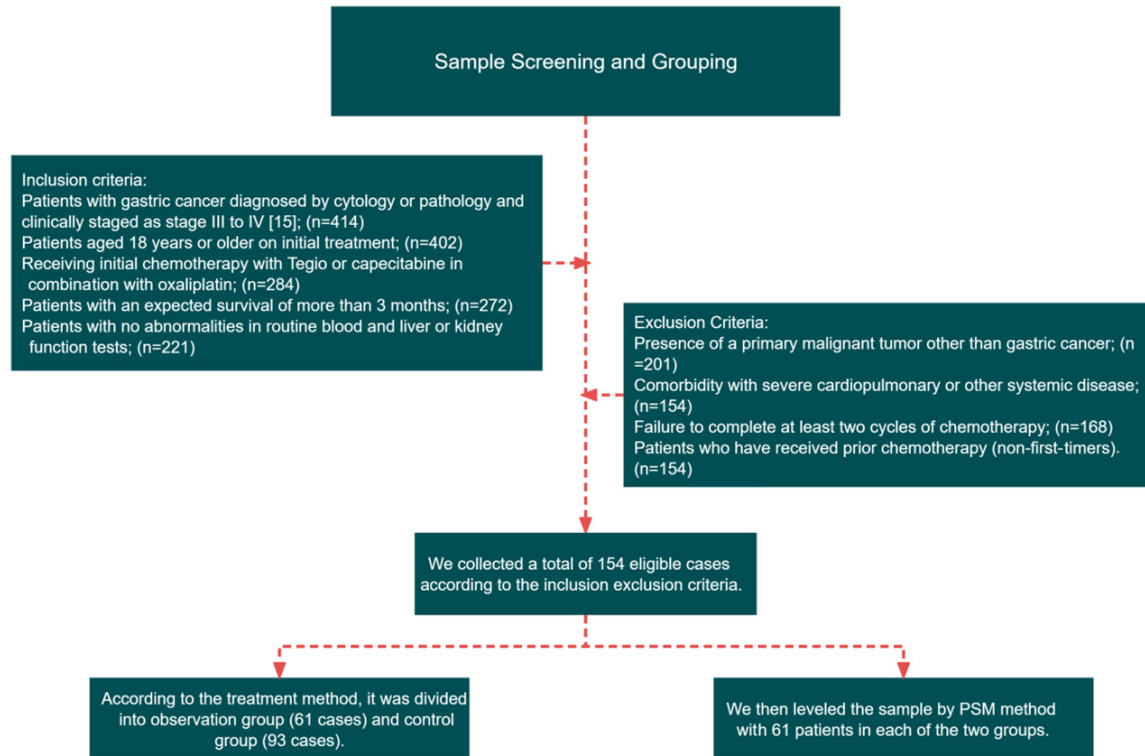 Sample Screening and Grouping
Inclusion criteria:
Patients with gastric cancer diagnosed by cytology or pathology and
clinically staged as stage III to IV [15]; (n=414)
Patients aged 18 years or older on initial treatment; (n=402)
Receiving initial chemotherapy with Tegio or capecitabine in
combination with oxaliplatin; (n=284)
Patients with an expected survival of more than 3 months; (n=272)
Patients with no abnormalities in routine blood and liver or kidney
function tests; (n=221)
Exclusion Criteria:
Presence of a primary malignant tumor other than gastric cancer; (n
=201)
Comorbidity with severe cardiopulmonary or other systemic disease;
(n=154)
Failure to complete at least two cycles of chemotherapy; (n=168)
Patients who have received prior chemotherapy (non-first-timers).
(n=154)
We collected a total of 154 eligible cases
according to the inclusion exclusion criteria.
According to the treatment method, it was divided
into observation group (61 cases) and control
group (93 cases).
We then leveled the sample by PSM method
with 61 patients in each of the two groups.